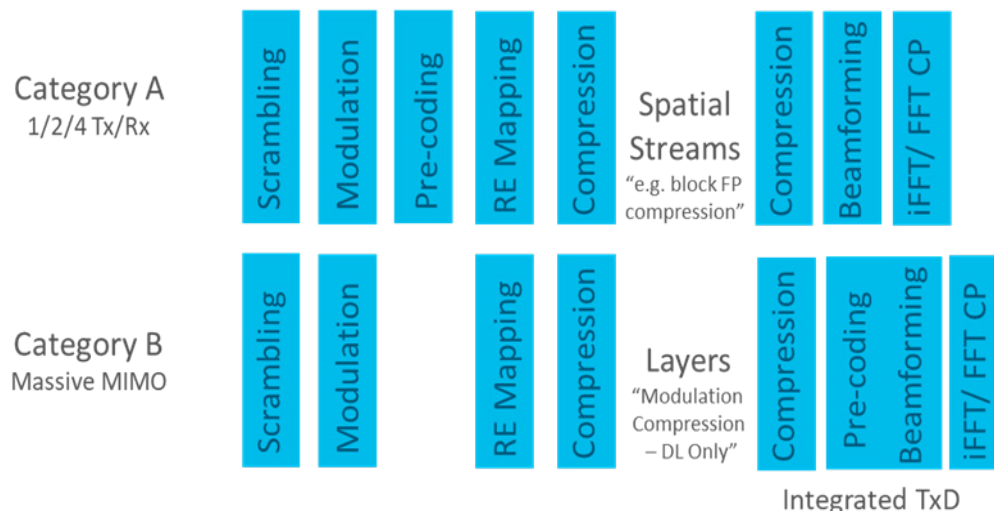 Category A
1/2/4 Tx/Rx
Scrambling
Modulation
Pre-coding
RE Mapping
Compression
Spatial
Streams
“e.g. block FP
compression”
Compression
Beamforming
iFFT/ FFT CP
Category B
Massive MIMO
Scrambling
Modulation
RE Mapping
Compression
Layers
“Modulation
Compression
– DL Only”
Compression
Pre-coding
Beamforming
iFFT/ FFT CP
Integrated TxD